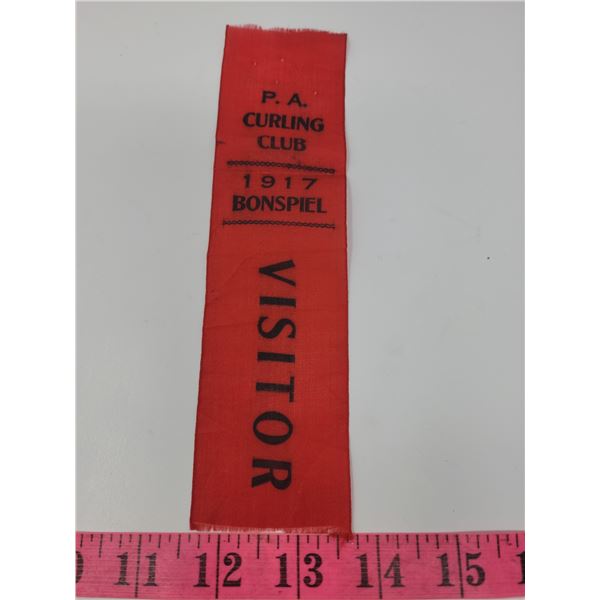 P. A.
CURLING
CLUB
1917
BONSPIEL
VISITOR
11 12 13 14 15